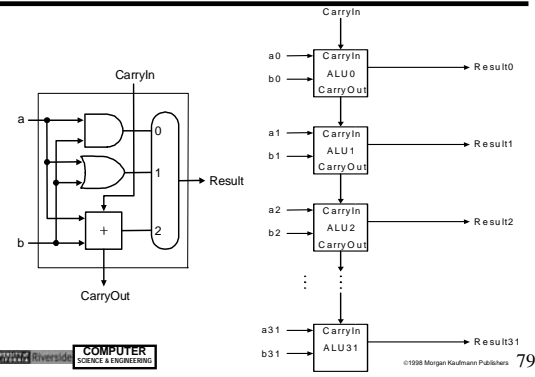 CarryIn
a
0
1
2
Result
b
+
CarryOut
CarryIn
a0
b0
CarryIn
ALU0
CarryOut
Result0
a1
b1
CarryIn
ALU1
CarryOut
Result1
a2
b2
CarryIn
ALU2
CarryOut
Result2
a31
b31
CarryIn
ALU31
Result31
Riverside
COMPUTER
SCIENCE & ENGINEERING
©1998 Morgan Kaufmann Publishers 79